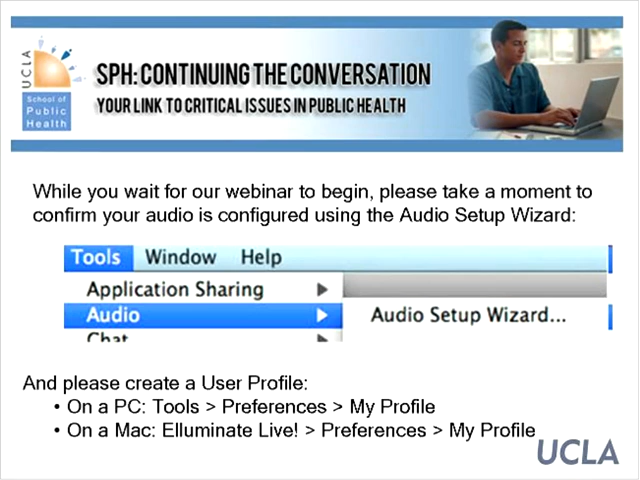 UCLA
School of
Public
Health
SPH: CONTINUING THE CONVERSATION
YOUR LINK TO CRITICAL ISSUES IN PUBLIC HEALTH
While you wait for our webinar to begin, please take a moment to
confirm your audio is configured using the Audio Setup Wizard:
Tools Window Help
Application Sharing
Audio Audio Setup Wizard...
Chat
And please create a User Profile:
• On a PC: Tools > Preferences > My Profile
• On a Mac: Elluminate Live! > Preferences > My Profile
UCLA